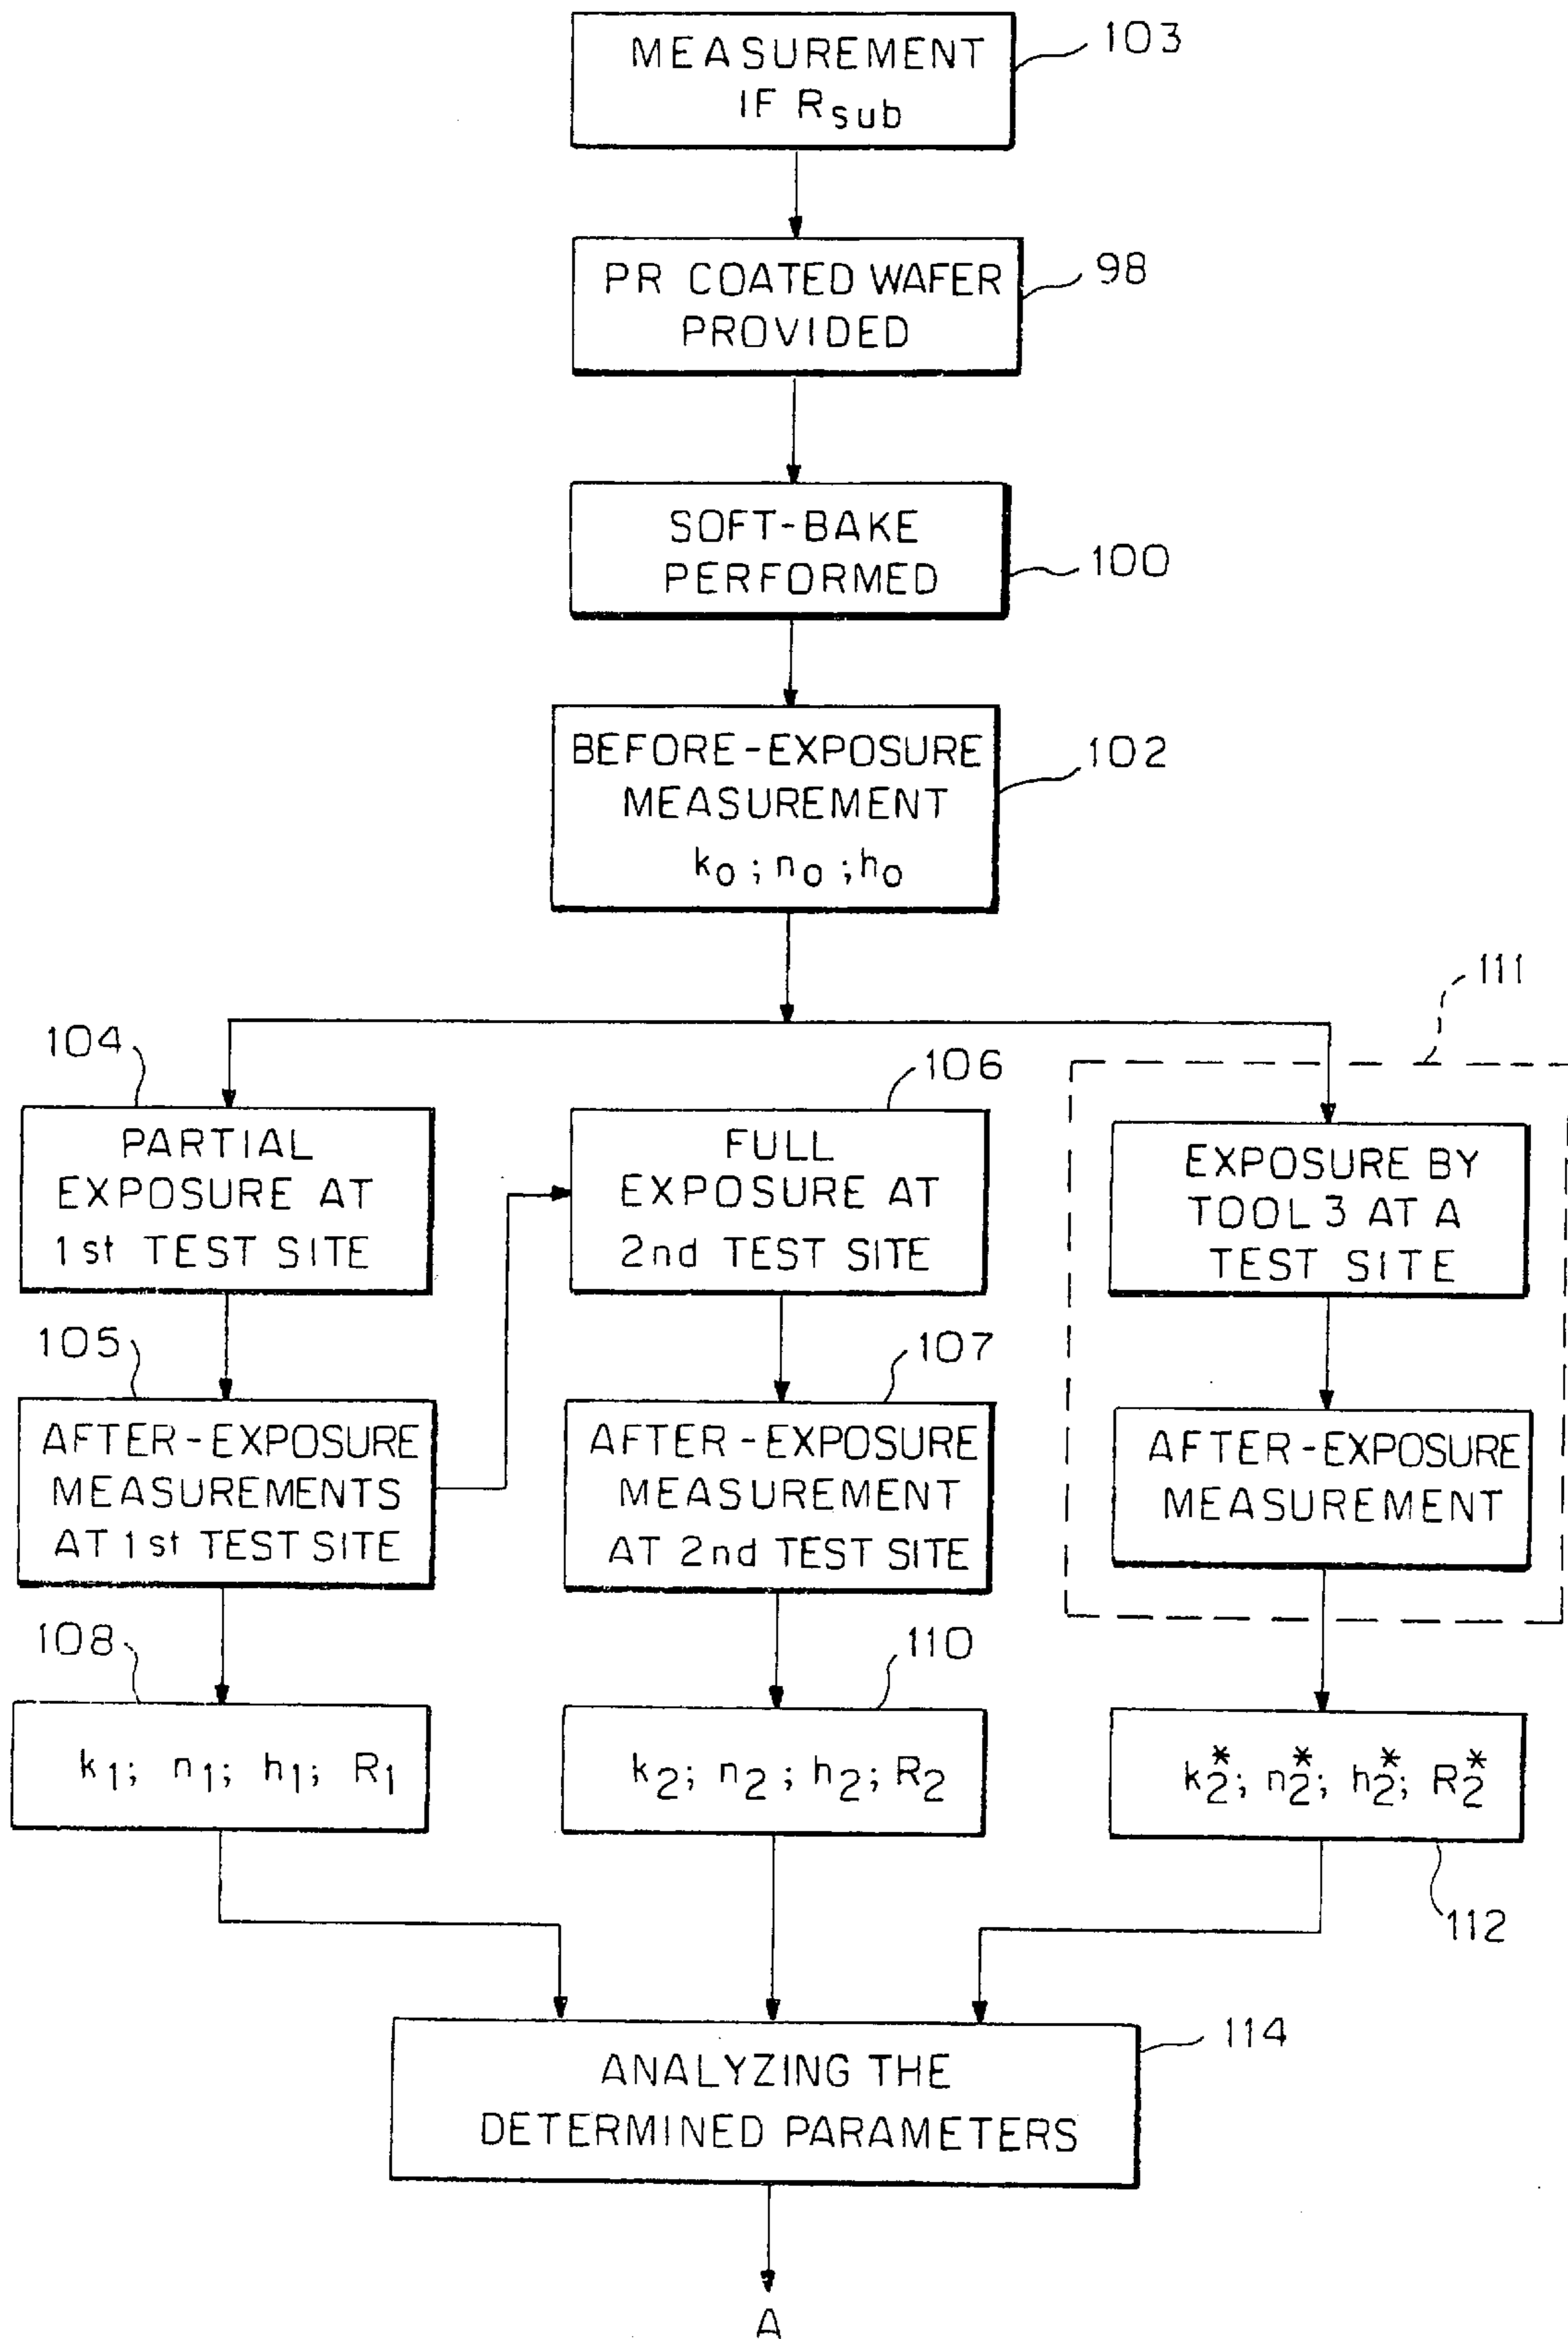 MEASUREMENT
IF Rsub
103
PR COATED WAFER
PROVIDED
98
SOFT-BAKE
PERFORMED
100
BEFORE-EXPOSURE
MEASUREMENT
k0; n0; h0
102
111
104
PARTIAL
EXPOSURE AT
1st TEST SITE
106
FULL
EXPOSURE AT
2nd TEST SITE
EXPOSURE BY
TOOL 3 AT A
TEST SITE
105
AFTER-EXPOSURE
MEASUREMENTS
AT 1st TEST SITE
107
AFTER-EXPOSURE
MEASUREMENT
AT 2nd TEST SITE
AFTER-EXPOSURE
MEASUREMENT
108
k1; n1; h1; R1
110
k2; n2; h2; R2
k2*; n2*; h2*; R2*
112
114
ANALYZING THE
DETERMINED PARAMETERS
A